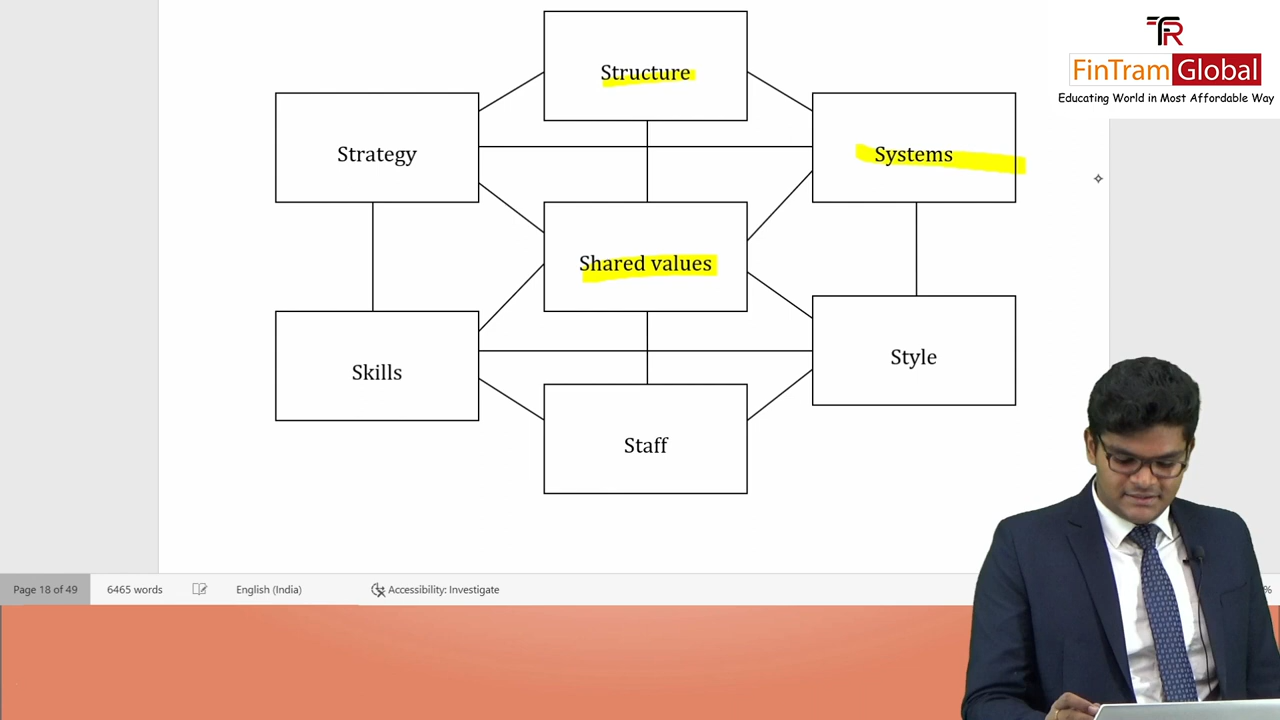 Structure
Strategy
Systems
Shared values
Skills
Style
Staff
TR
FinTram Global
Educating World in Most Affordable Way
Page 18 of 49
6465 words
English (India)
Accessibility: Investigate
%